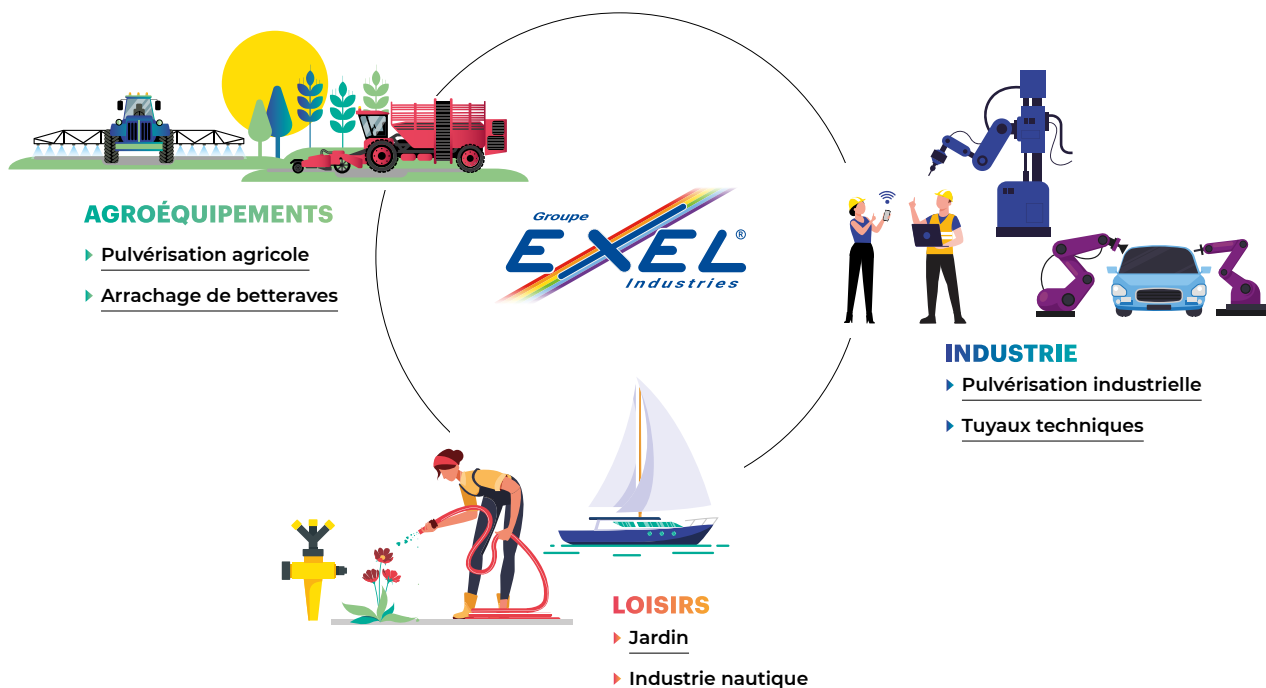 AGROÉQUIPEMENTS
Pulvérisation agricole
Arrachage de betteraves
Groupe
EXEL®
Industries
INDUSTRIE
Pulvérisation industrielle
Tuyaux techniques
LOISIRS
Jardin
Industrie nautique